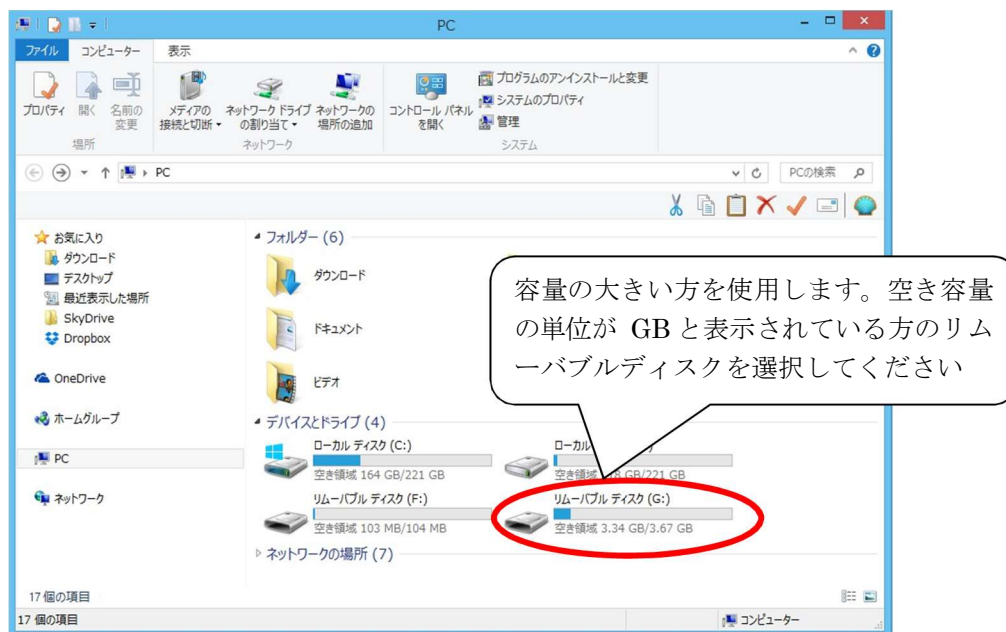 PC
ファイル コンピューター 表示
プロパティ 開く 名前の変更 メディアの接続と切断 ネットワーク ドライブの割り当て ネットワークの場所の追加 コントロール パネルを開く
プログラムのアンインストールと変更
システムのプロパティ
管理
場所 ネットワーク システム
PC PCの検索
お気に入り
ダウンロード
デスクトップ
最近表示した場所
SkyDrive
Dropbox
OneDrive
ホームグループ
PC
ネットワーク
フォルダー (6)
ダウンロード
ドキュメント
ビデオ
容量の大きい方を使用します。空き容量
の単位が GB と表示されている方のリム
ーバブルディスクを選択してください
デバイスとドライブ (4)
ローカル ディスク (C:)
空き領域 164 GB/221 GB
ローカル
空き領域 8 GB/221 GB
リムーバブル ディスク (F:)
空き領域 103 MB/104 MB
リムーバブル ディスク (G:)
空き領域 3.34 GB/3.67 GB
ネットワークの場所 (7)
17 個の項目
17 個の項目 コンピューター